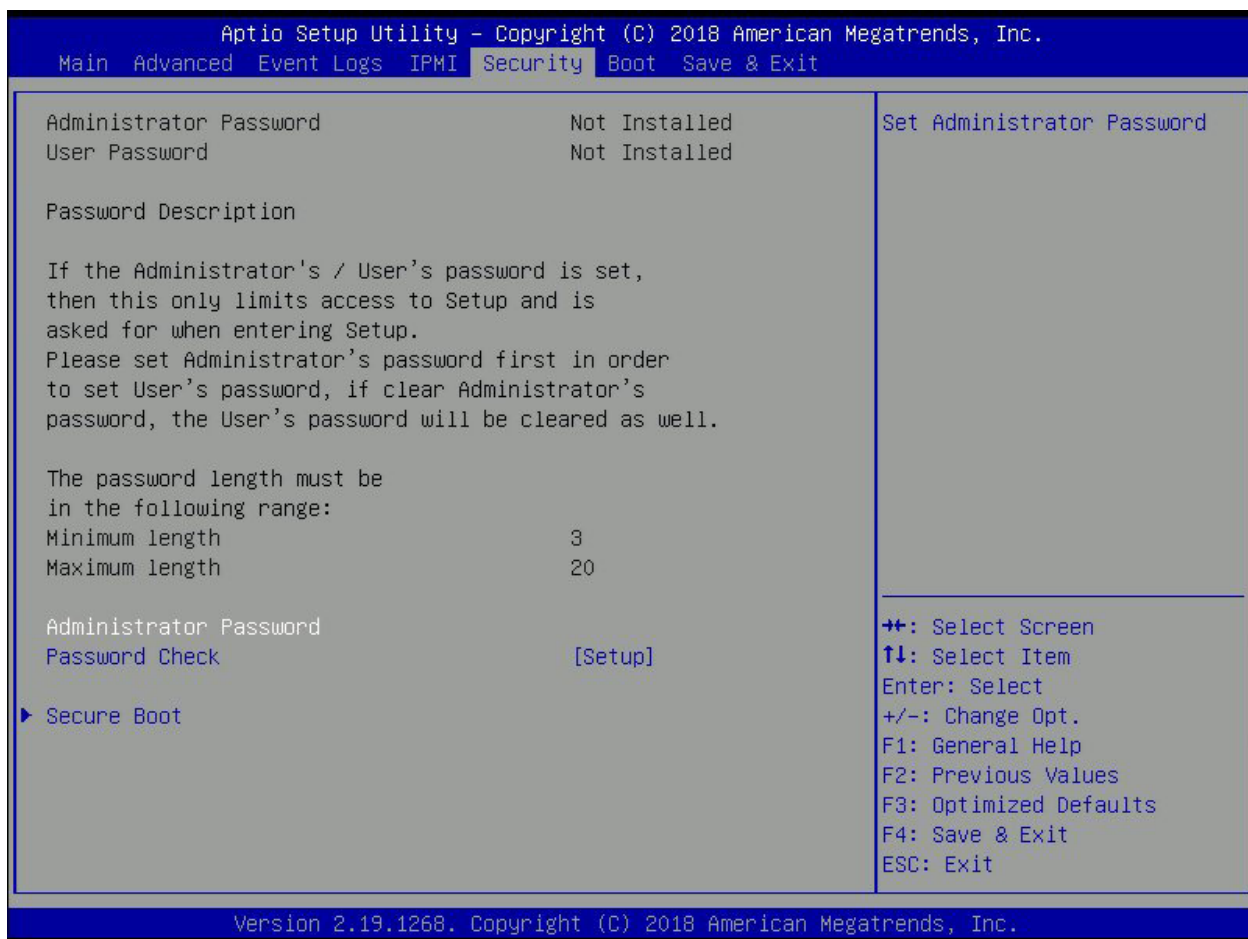 Aptio Setup Utility – Copyright (C) 2018 American Megatrends, Inc.
Main Advanced Event Logs IPMI Security Boot Save & Exit
Administrator Password Not Installed
User Password Not Installed
Password Description
If the Administrator's / User's password is set,
then this only limits access to Setup and is
asked for when entering Setup.
Please set Administrator's password first in order
to set User's password, if clear Administrator's
password, the User's password will be cleared as well.
The password length must be
in the following range:
Minimum length 3
Maximum length 20
Administrator Password
Password Check [Setup]
▶ Secure Boot
Set Administrator Password
→←: Select Screen
↑↓: Select Item
Enter: Select
+/-: Change Opt.
F1: General Help
F2: Previous Values
F3: Optimized Defaults
F4: Save & Exit
ESC: Exit
Version 2.19.1268. Copyright (C) 2018 American Megatrends, Inc.